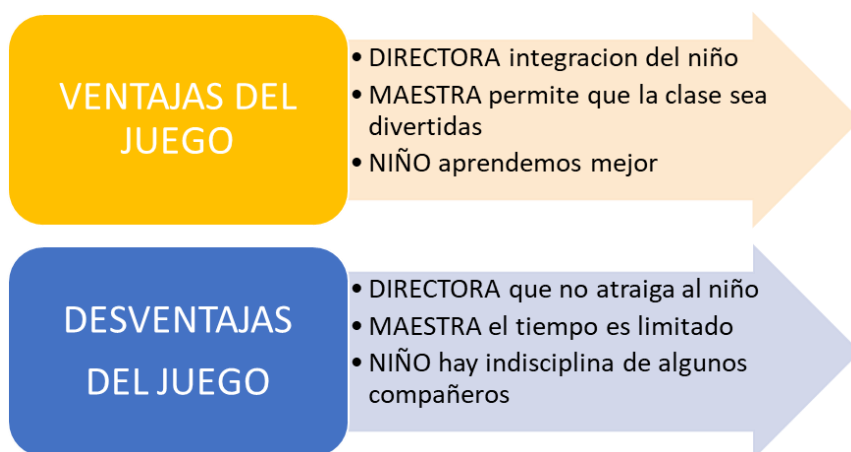 VENTAJAS DEL
JUEGO
• DIRECTORA integracion del niño
• MAESTRA permite que la clase sea
divertidas
• NIÑO aprendemos mejor
DESVENTAJAS
DEL JUEGO
• DIRECTORA que no atraiga al niño
• MAESTRA el tiempo es limitado
• NIÑO hay indisciplina de algunos
compañeros